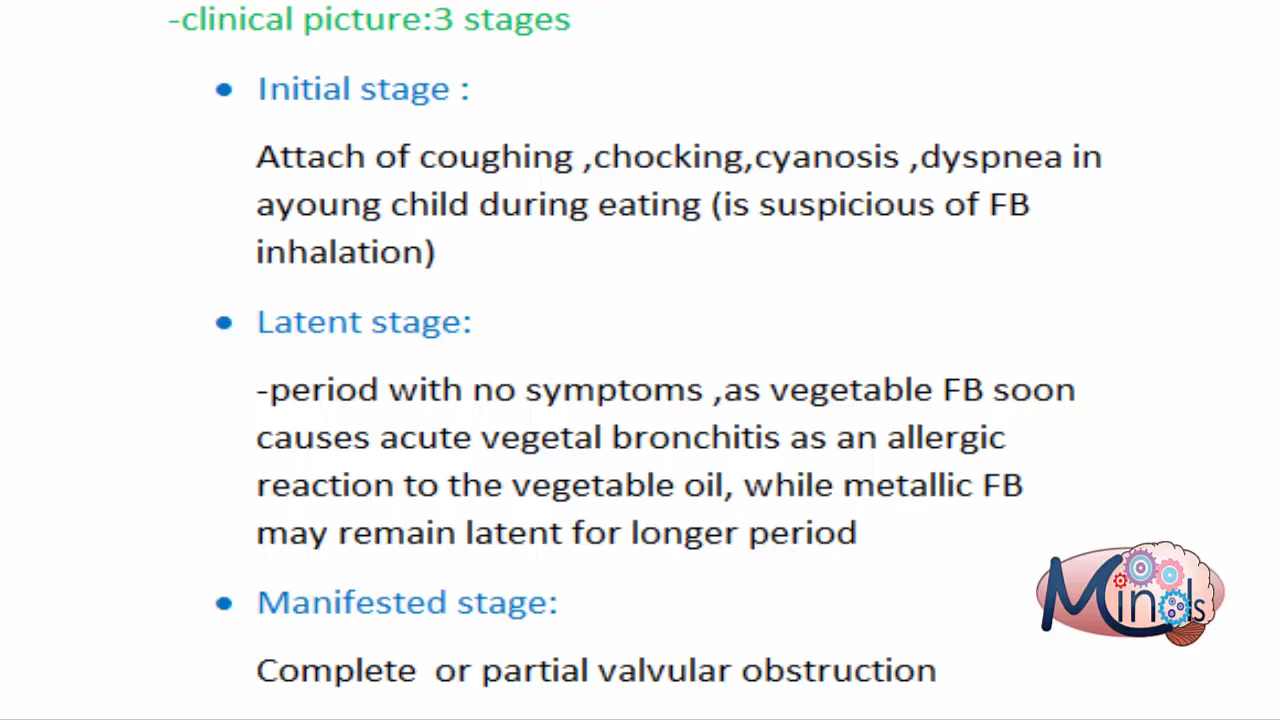 -clinical picture:3 stages
• Initial stage :
Attach of coughing ,chocking,cyanosis ,dyspnea in
ayoung child during eating (is suspicious of FB
inhalation)
• Latent stage:
-period with no symptoms ,as vegetable FB soon
causes acute vegetal bronchitis as an allergic
reaction to the vegetable oil, while metallic FB
may remain latent for longer period
• Manifested stage:
Complete  or partial valvular obstruction
Minds